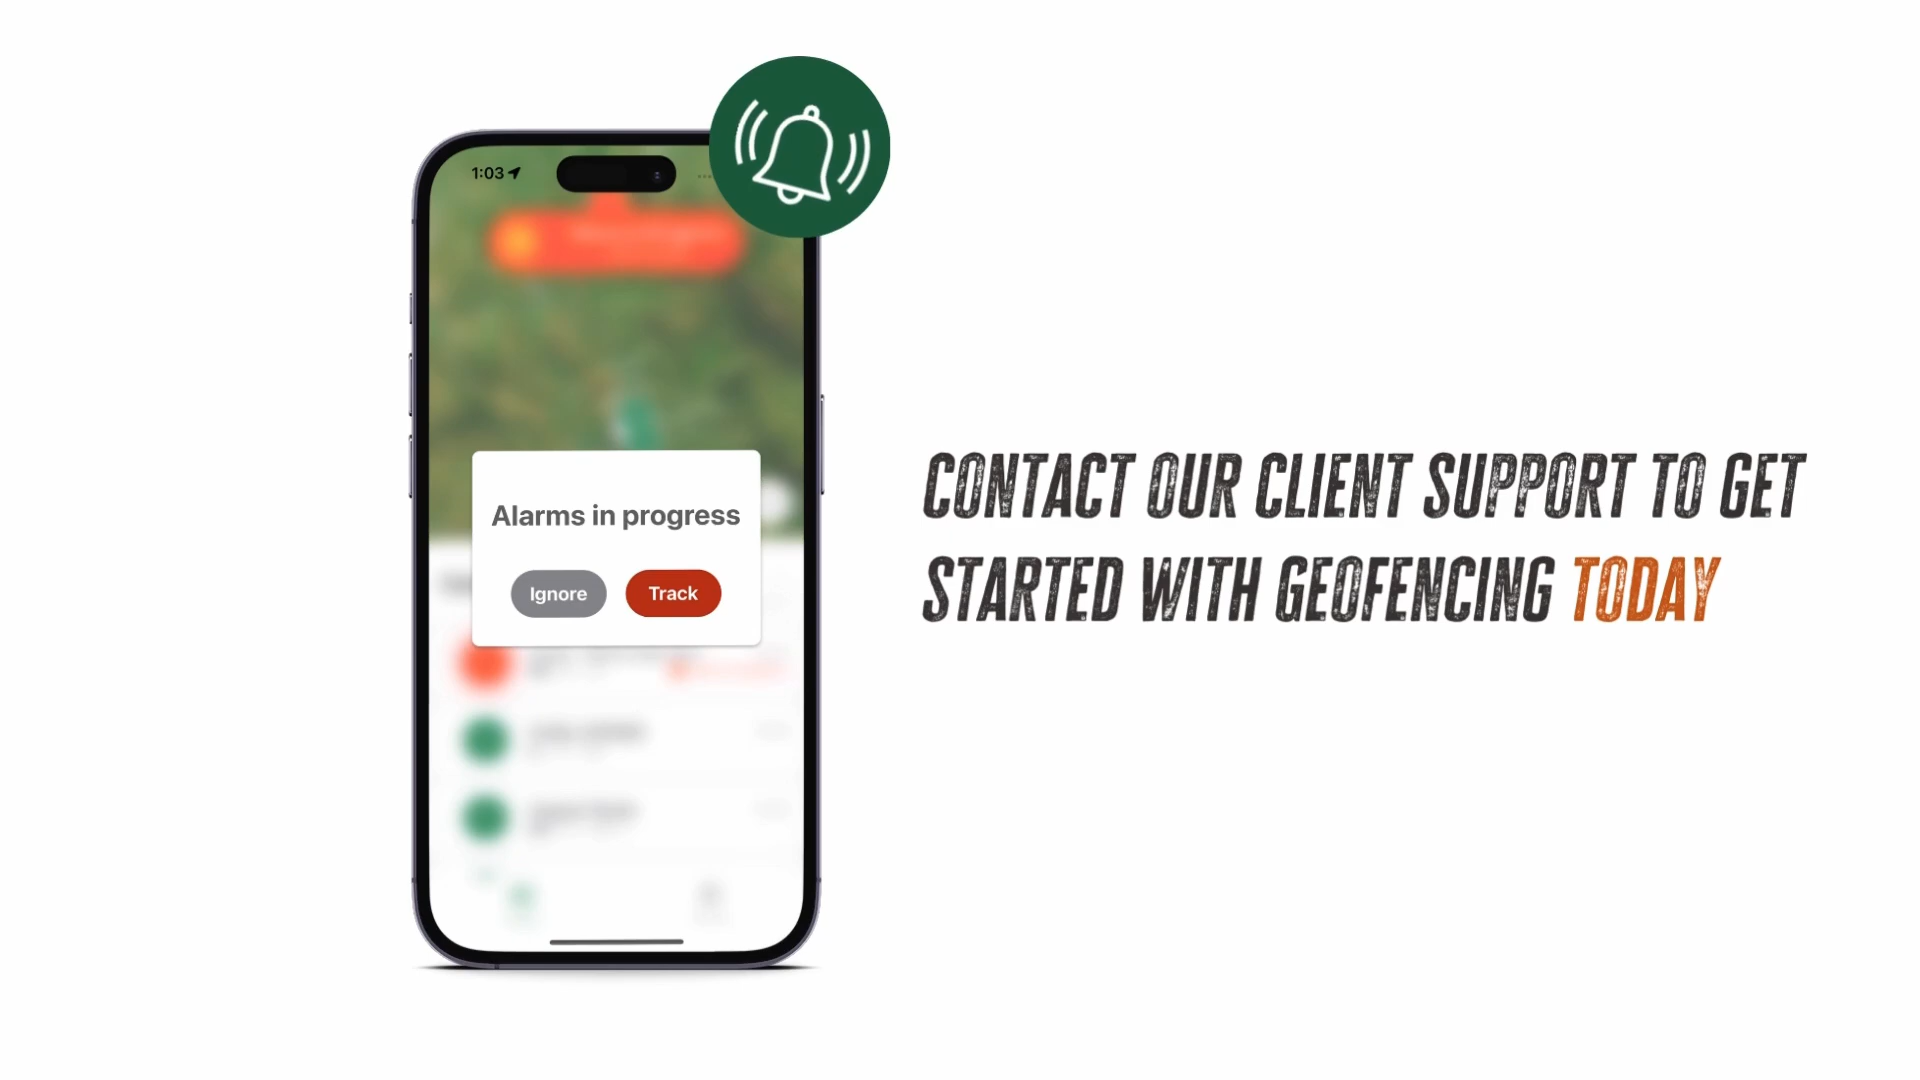 1:03
Alarms in progress
Ignore
Track
CONTACT OUR CLIENT SUPPORT TO GET
STARTED WITH GEOFENCING TODAY